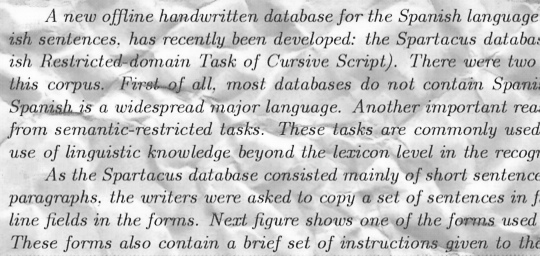 A new offline handwritten database for the Spanish language
ish sentences, has recently been developed: the Spartacus databas
ish Restricted-domain Task of Cursive Script). There were two
this corpus. First of all, most databases do not contain Spani
Spanish is a widespread major language. Another important rea
from semantic-restricted tasks. These tasks are commonly used
use of linguistic knowledge beyond the lexicon level in the recogn
As the Spartacus database consisted mainly of short sentence
paragraphs, the writers were asked to copy a set of sentences in f
line fields in the forms. Next figure shows one of the forms used
These forms also contain a brief set of instructions given to the